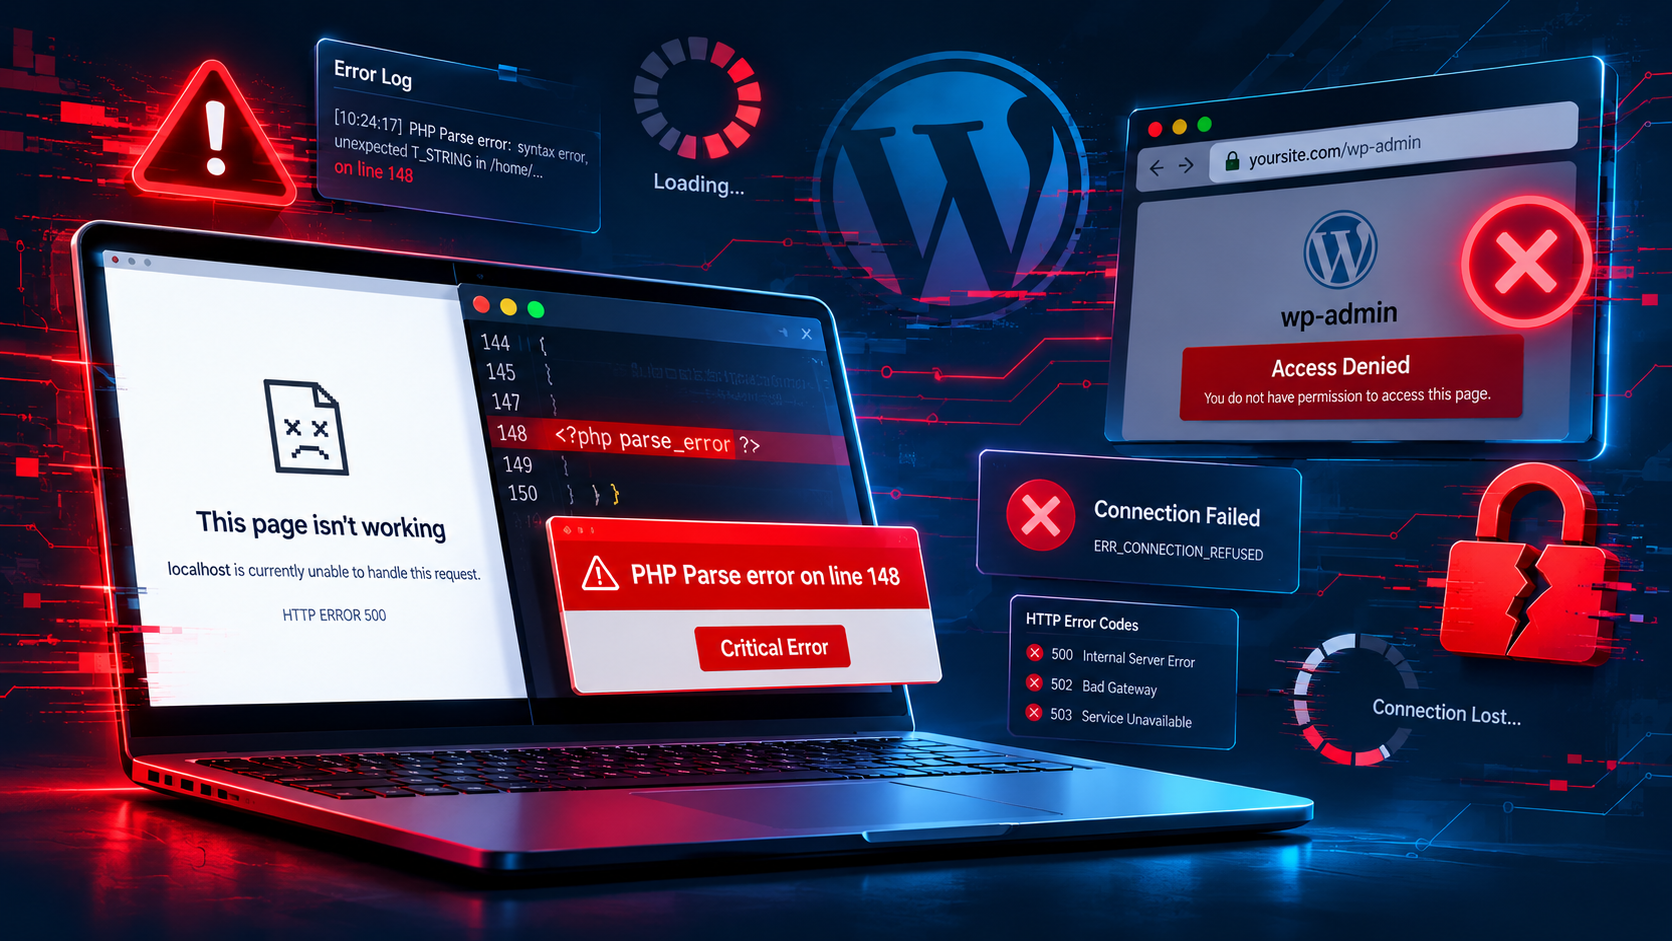 Error Log
[10:24:17] PHP Parse error: syntax error,
unexpected T_STRING in /home/...
on line 148
Loading...
yoursite.com/wp-admin
wp-admin
Access Denied
You do not have permission to access this page.
This page isn't working
localhost is currently unable to handle this request.
HTTP ERROR 500
144 {
145 {
147 }
148 <?php parse_error ?>
149 }
150 } } }
PHP Parse error on line 148
Critical Error
Connection Failed
ERR_CONNECTION_REFUSED
HTTP Error Codes
500 Internal Server Error
502 Bad Gateway
503 Service Unavailable
Connection Lost...